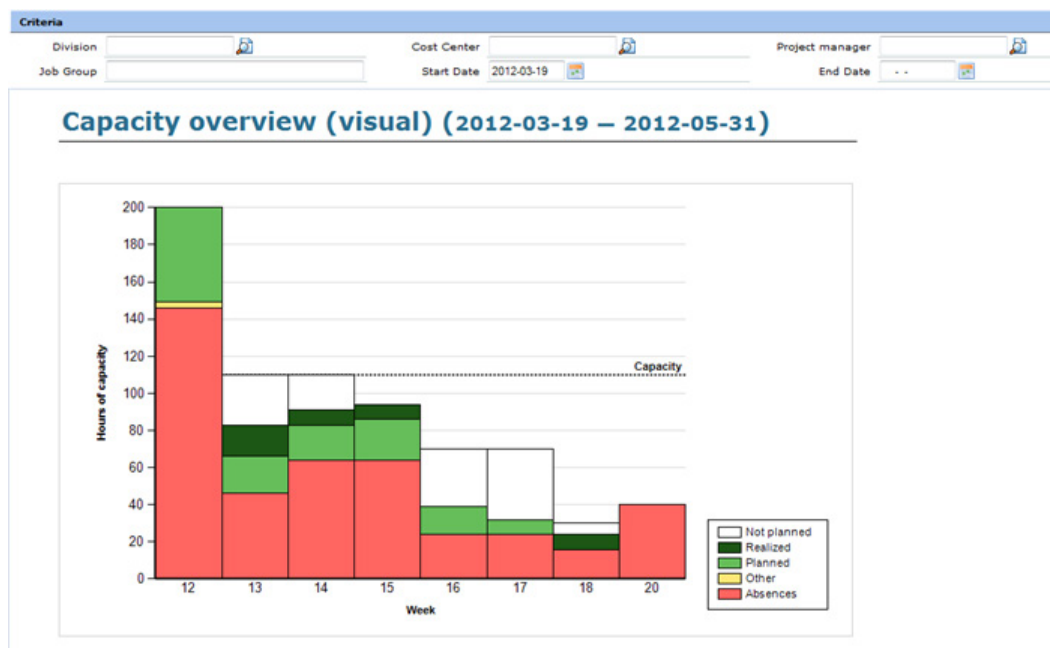 Criteria
Division Cost Center Project manager
Job Group Start Date 2012-03-19 End Date - -
Capacity overview (visual) (2012-03-19 — 2012-05-31)
200
180
160
140
120
100
80
60
40
20
0
Hours of capacity
Capacity
12 13 14 15 16 17 18 20
Week
Not planned
Realized
Planned
Other
Absences